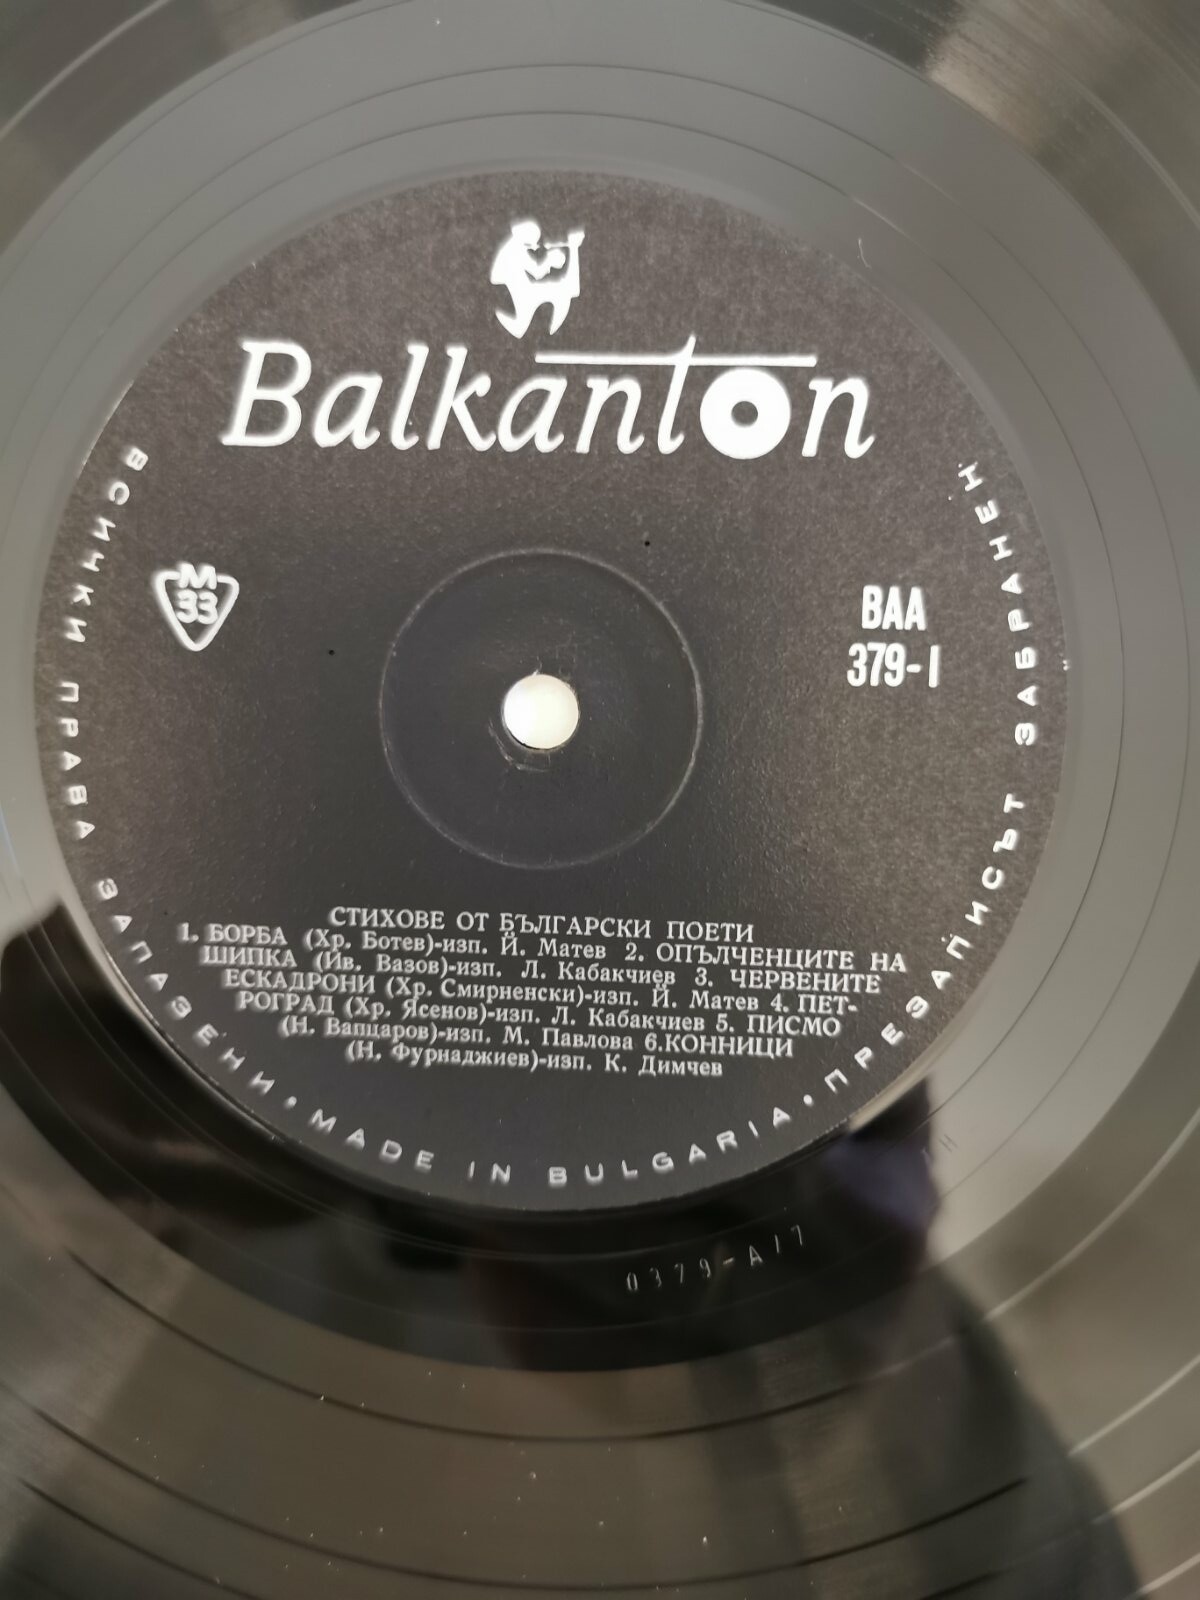 Balkanton
M
33
BAA
379-I
СТИХОВЕ ОТ БЪЛГАРСКИ ПОЕТИ
1. БОРБА (Хр. Ботев)-изп. Й. Матев 2. ОПЪЛЧЕНЦИТЕ НА
ШИПКА (Ив. Вазов)-изп. Л. Кабакчиев 3. ЧЕРВЕНИТЕ
ЕСКАДРОНИ (Хр. Смирненски)-изп. Й. Матев 4. ПЕТ-
РОГРАД (Хр. Ясенов)-изп. Л. Кабакчиев 5. ПИСМО
(Н. Вапцаров)-изп. М. Павлова 6.КОННИЦИ
(Н. Фурнаджиев)-изп. К. Димчев
ВСИЧКИ ПРАВА ЗАПАЗЕНИ • MADE IN BULGARIA • ПРЕЗАПИСЪТ ЗАБРАНЕН
0379-A/7